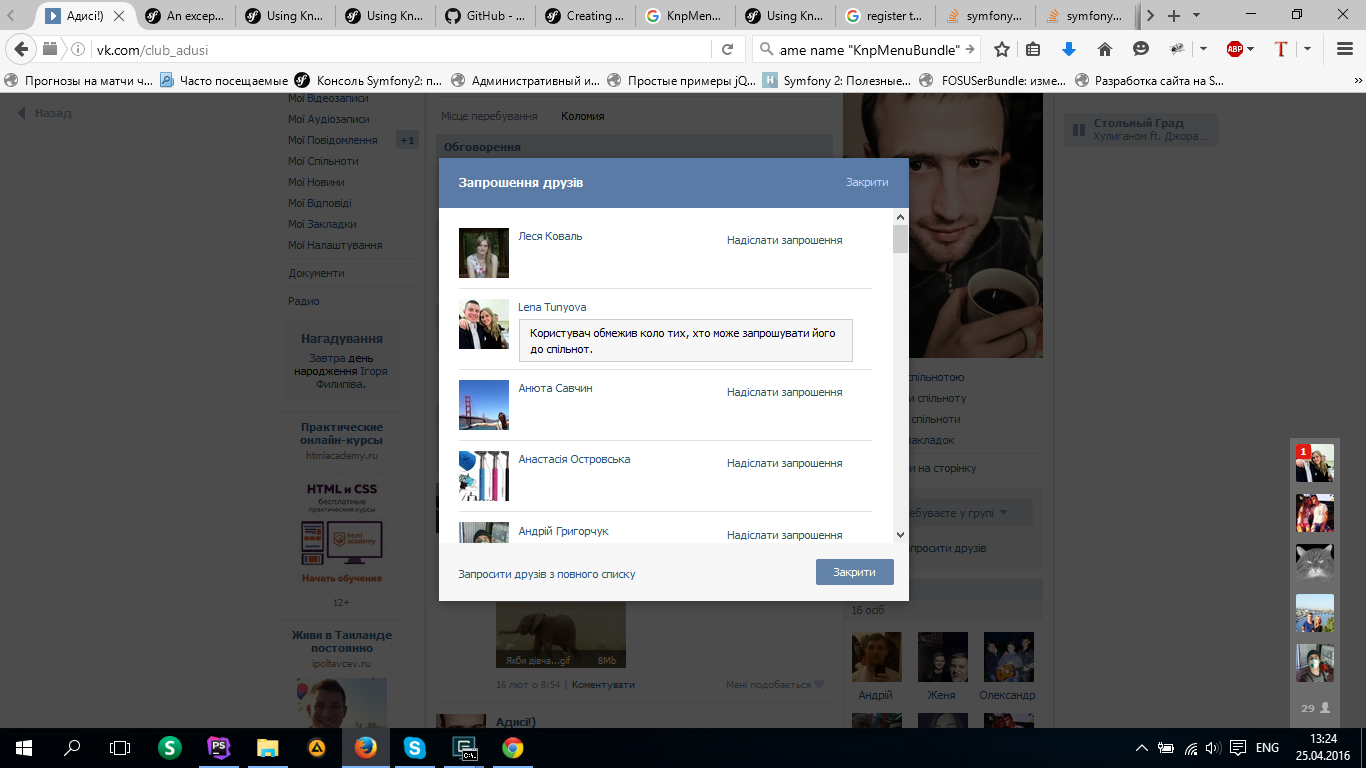 Адисі!)
An excep...
Using Kn...
Using Kn...
GitHub - ...
Creating ...
KnpMen...
Using Kn...
register t...
symfony...
symfony...
vk.com/club_adusi
ame name "KnpMenuBundle"
ABP
T
Прогнозы на матчи ч...
Часто посещаемые
Консоль Symfony2: п...
Административный и...
Простые примеры jQ...
Symfony 2: Полезные...
FOSUSerBundle: изме...
Разработка сайта на S...
Назад
Мої Відеозаписи
Мої Аудіозаписи
Мої Повідомлення
+1
Мої Спільноти
Мої Новини
Мої Відповіді
Мої Закладки
Мої Налаштування
Документи
Радио
Нагадування
Завтра день
народження Ігоря
Филипіва.
Практические
онлайн-курсы
htmlacademy.ru
HTML и CSS
бесплатные
практические курсы
html
academy
Начать обучение
12+
Живи в Таиланде
постоянно
ipoltavcev.ru
Місце перебування
Коломия
Обговорення
Запрошення друзів
Закрити
Леся Коваль
Надіслати запрошення
Lena Tunyova
Користувач обмежив коло тих, хто може запрошувати його
до спільнот.
Анюта Савчин
Надіслати запрошення
Анастасія Островська
Надіслати запрошення
Андрій Григорчук
Надіслати запрошення
Запросити друзів з повного списку
Закрити
Якби дівча...gif
8Mb
16 лют о 8:54 | Коментувати
Мені подобається
Адисі!)
Стольный Град
Хулиганом ft. Джора...
спільнотою
и спільноту
спільноти
закладок
и на сторінку
ебуваєте у групі
просити друзів
16 осіб
Андрій
Женя
Олександр
1
29
ENG
13:24
25.04.2016